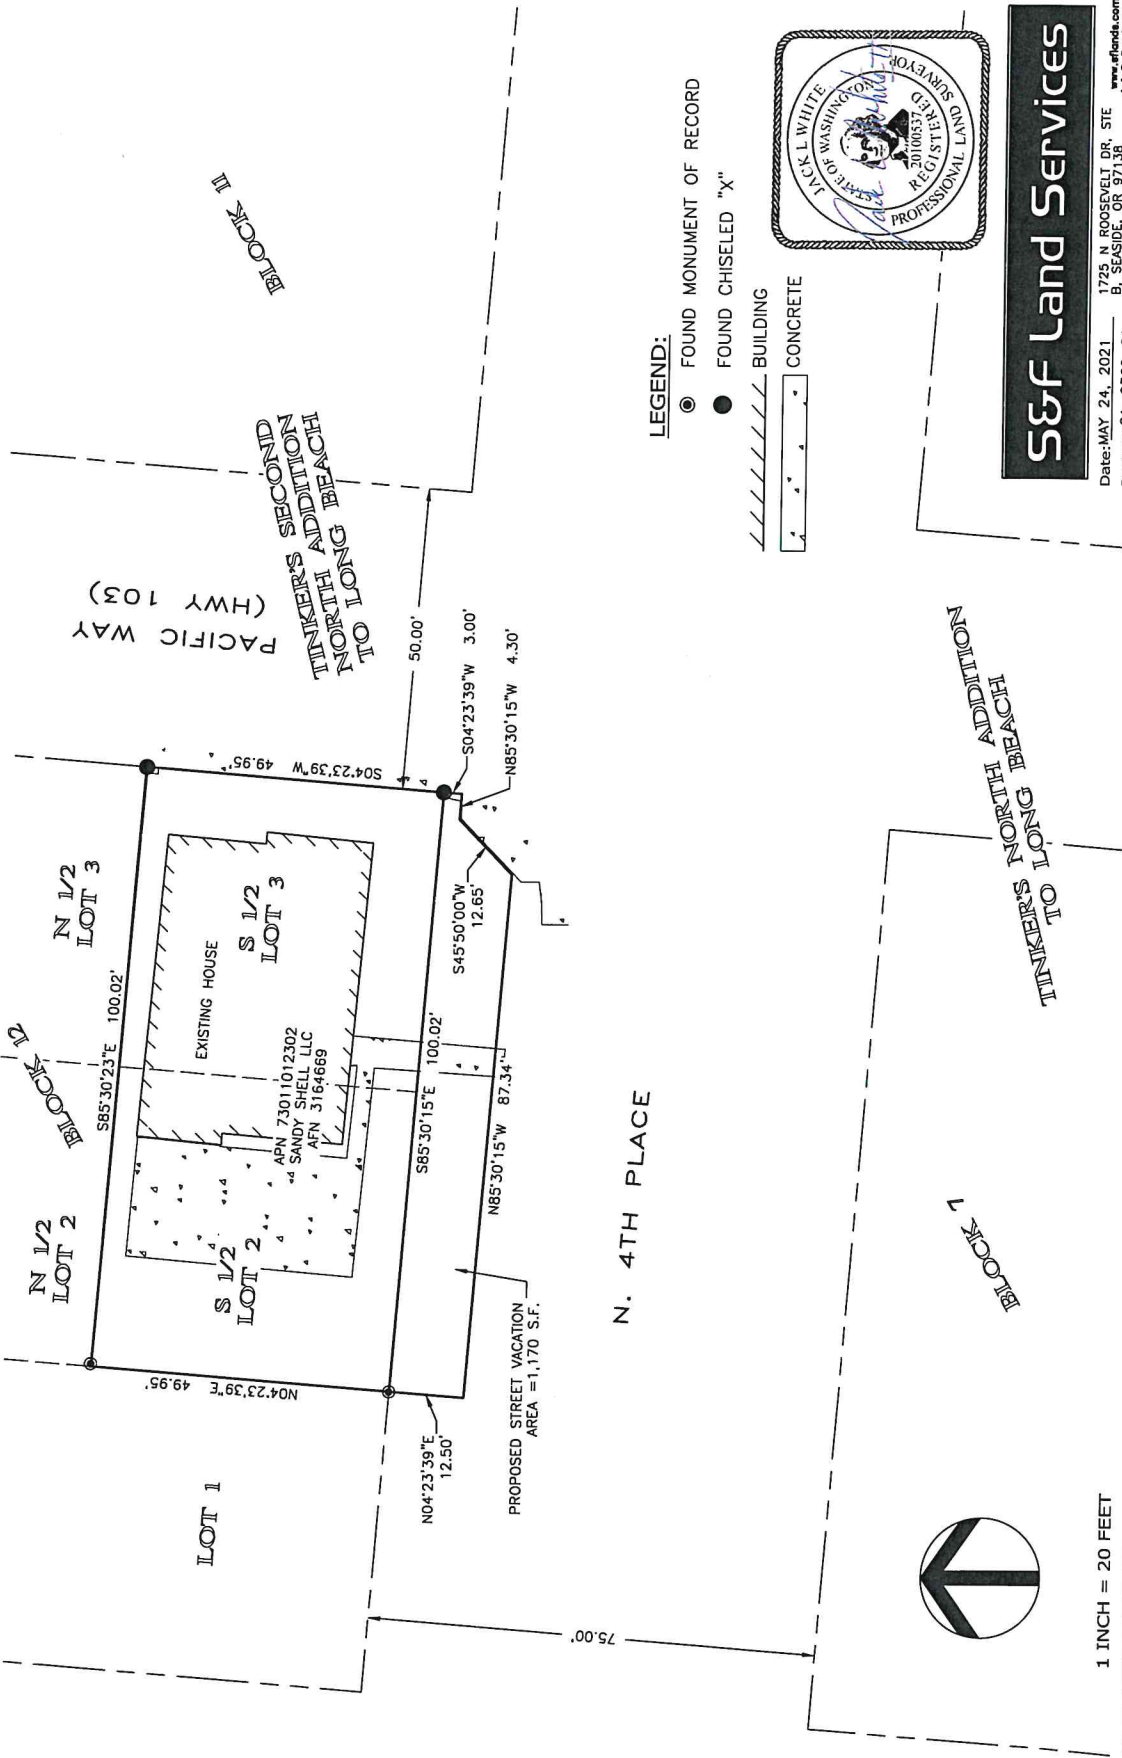 BLOCK 12
N 1/2
LOT 2
N 1/2
LOT 3
S85°30'23"E 100.02'
EXISTING HOUSE
S 1/2
LOT 3
APN 73011012302
SANDY SHELL LLC
AFN 3164669
S 1/2
LOT 2
LOT 1
N04°23'39"E 49.95'
S04°23'39"W 49.95'
S85°30'15"E 100.02'
N04°23'39"E
12.50'
N85°30'15"W 87.34'
S45°50'00"W
12.65'
S04°23'39"W 3.00'
N85°30'15"W 4.30'
50.00'
PROPOSED STREET VACATION
AREA =1,170 S.F.
PACIFIC WAY
(HWY 103)
TINKER'S SECOND
NORTH ADDITION
TO LONG BEACH
BLOCK 11
N. 4TH PLACE
75.00'
BLOCK 7
TINKER'S NORTH ADDITION
TO LONG BEACH
LEGEND:
FOUND MONUMENT OF RECORD
FOUND CHISELED "X"
BUILDING
CONCRETE
JACK L WHITE
STATE OF WASHINGTON
20100537
REGISTERED
PROFESSIONAL LAND SURVEYOR
1 INCH = 20 FEET
S&F Land Services
Date:MAY 24, 2021
1725 N ROOSEVELT DR, STE
B, SEASIDE, OR 97138
www.sflands.com